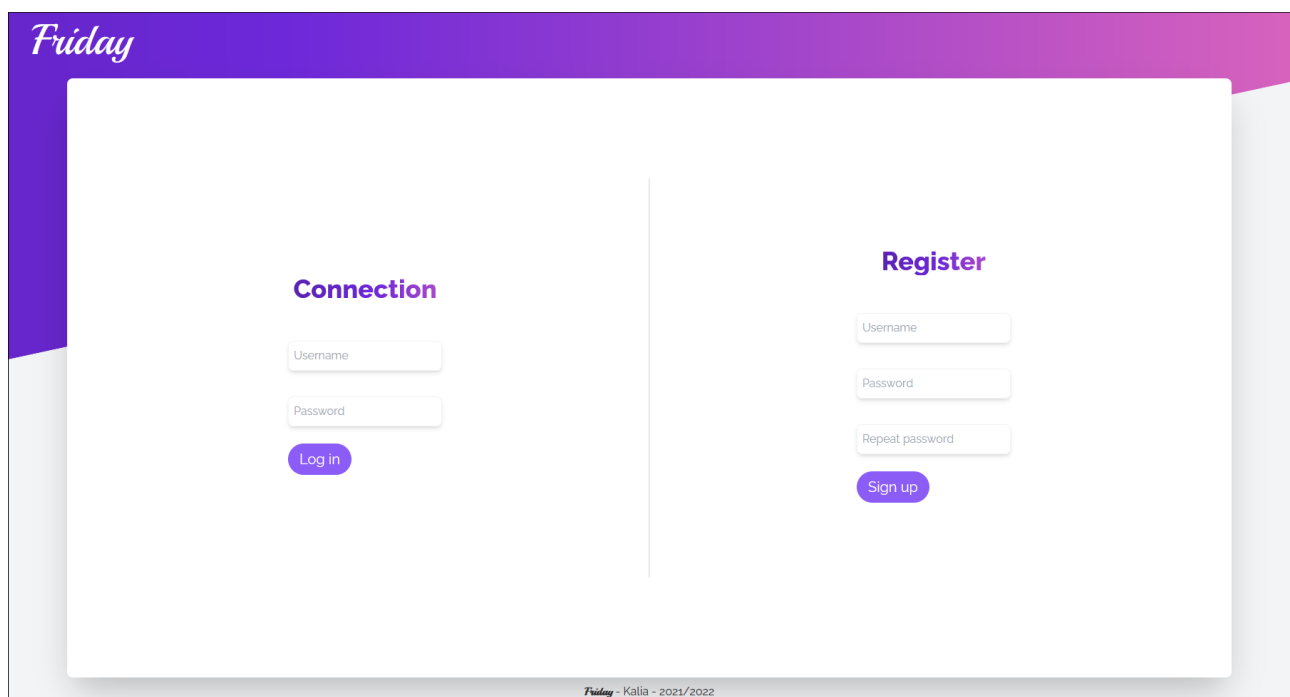 Friday
Connection
Username
Password
Log in
Register
Username
Password
Repeat password
Sign up
Friday - Kalia - 2021/2022